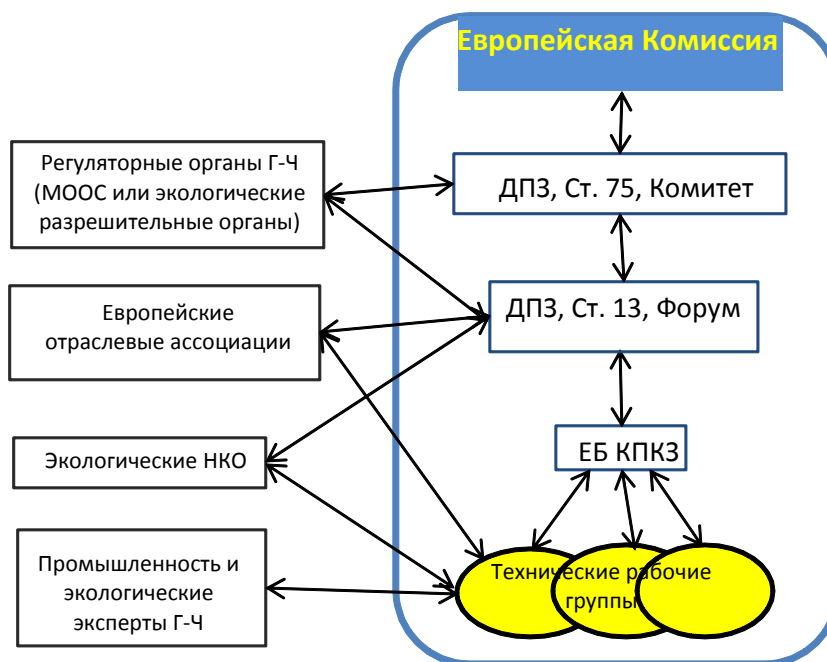 Европейская Комиссия
Регуляторные органы Г-Ч
(МООС или экологические
разрешительные органы)
ДПЗ, Ст. 75, Комитет
Европейские
отраслевые ассоциации
ДПЗ, Ст. 13, Форум
Экологические НКО
ЕБ КПКЗ
Промышленность и
экологические
эксперты Г-Ч
Технические рабочие
группы